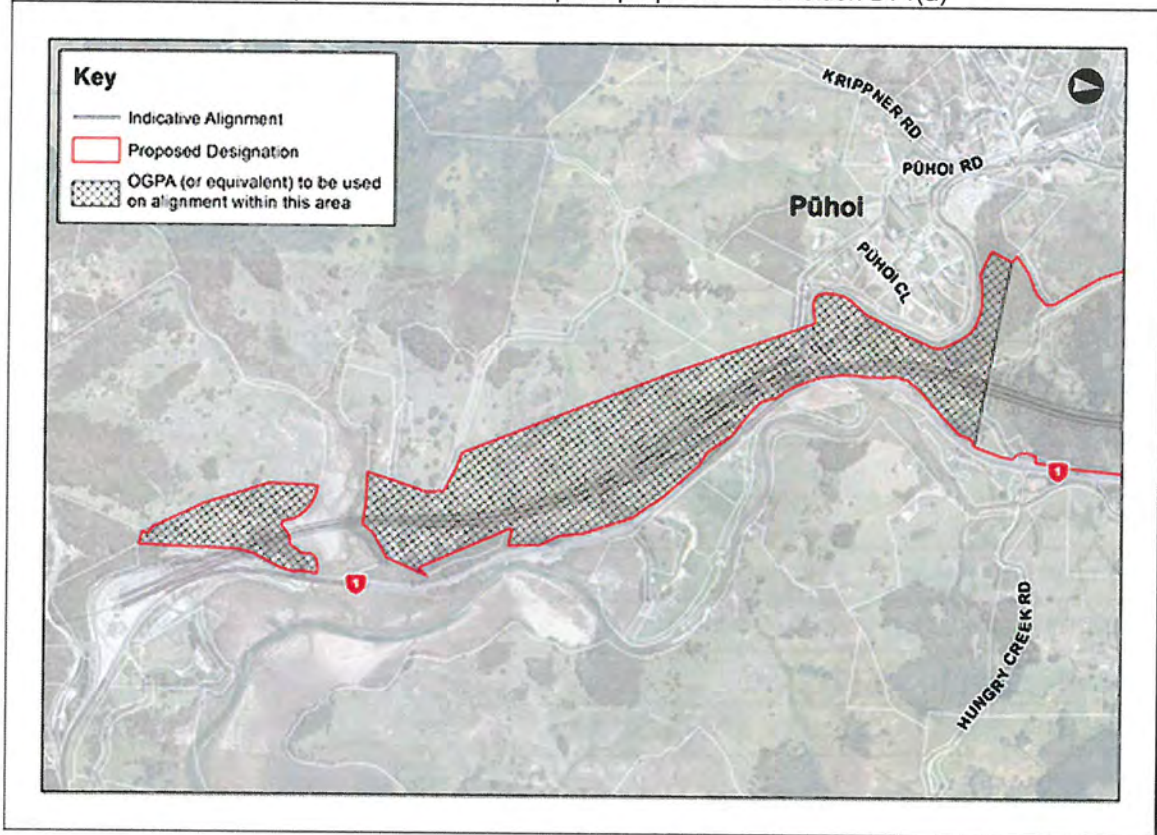 Key
Indicative Alignment
Proposed Designation
OGPA (or equivalent) to be used
on alignment within this area
KRIPPNER RD
PŪHOI RD
Pūhoi
PŪHOI CL
1
1
HUNGRY CREEK RD